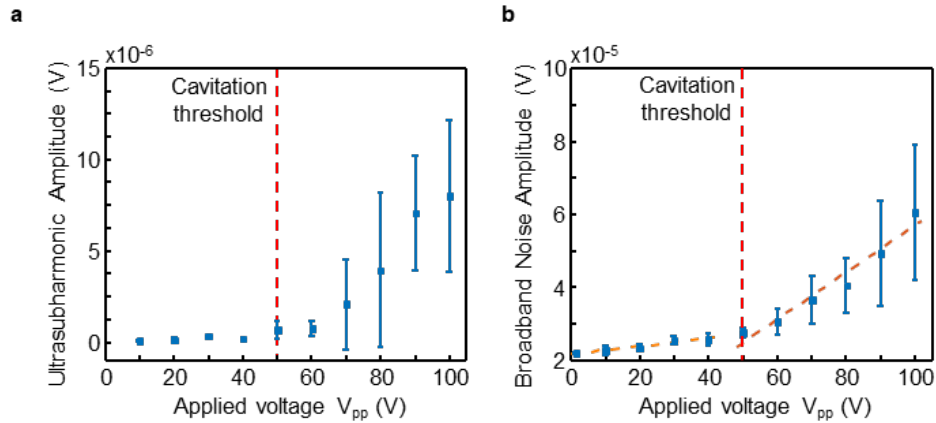 a
x10⁻⁶
15
10
5
0
Ultrasubharmonic Amplitude (V)
Cavitation
threshold
0 20 40 60 80 100
Applied voltage Vpp (V)
b
x10⁻⁵
10
8
6
4
2
Broadband Noise Amplitude (V)
Cavitation
threshold
0 20 40 60 80 100
Applied voltage Vpp (V)